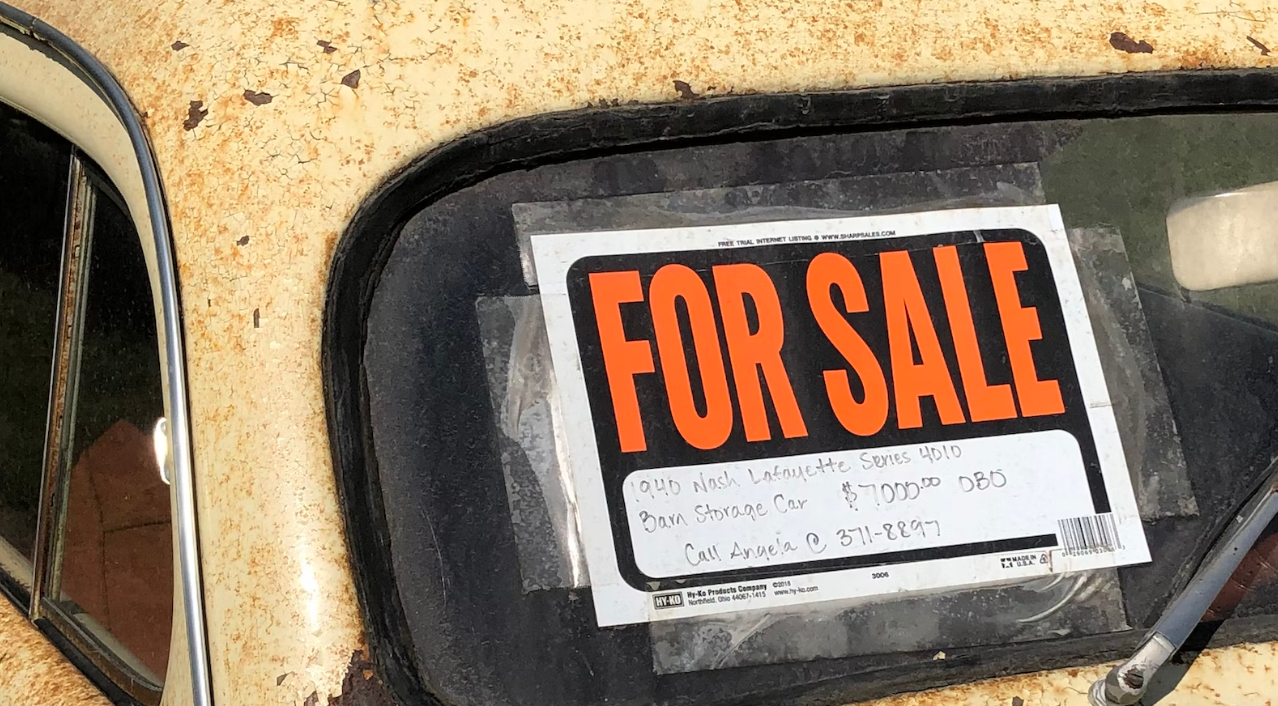 FREE TRIAL INTERNET LISTING @ WWW.SHARPSALES.COM
FOR SALE
1940 Nash Lafayette Series 4010
Barn Storage Car $7000.00 OBO
Call Angela @ 371-8897
MADE IN U.S.A.
HY-KO Hy-Ko Products Company ©2018 3006
Northfield, Ohio 44067-1415 www.hy-ko.com